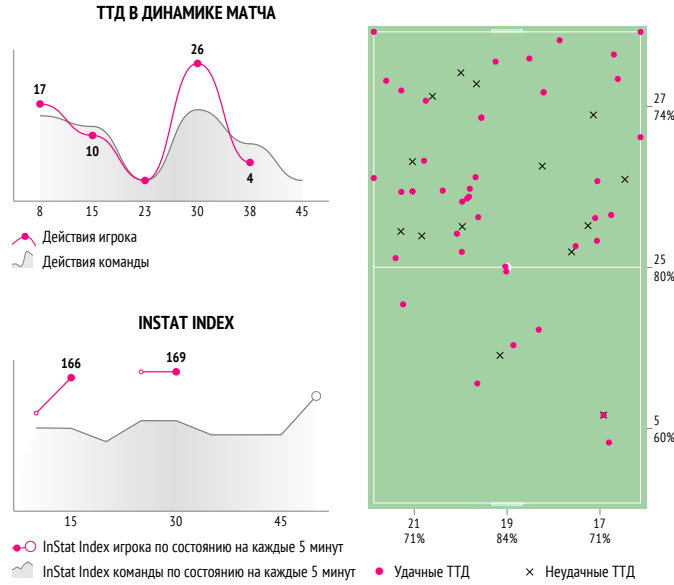 ТТД В ДИНАМИКЕ МАТЧА
17
10
26
4
8 15 23 30 38 45
Действия игрока
Действия команды
INSTAT INDEX
166
169
15 30 45
InStat Index игрока по состоянию на каждые 5 минут
InStat Index команды по состоянию на каждые 5 минут
27
74%
25
80%
5
60%
21 19 17
71% 84% 71%
Удачные ТТД Неудачные ТТД